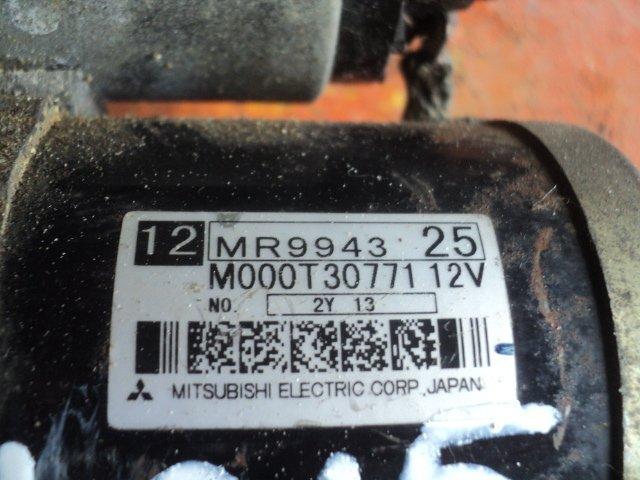 12 MR9943 25
M000T30771 12V
NO. 2Y 13
MITSUBISHI ELECTRIC CORP. JAPAN